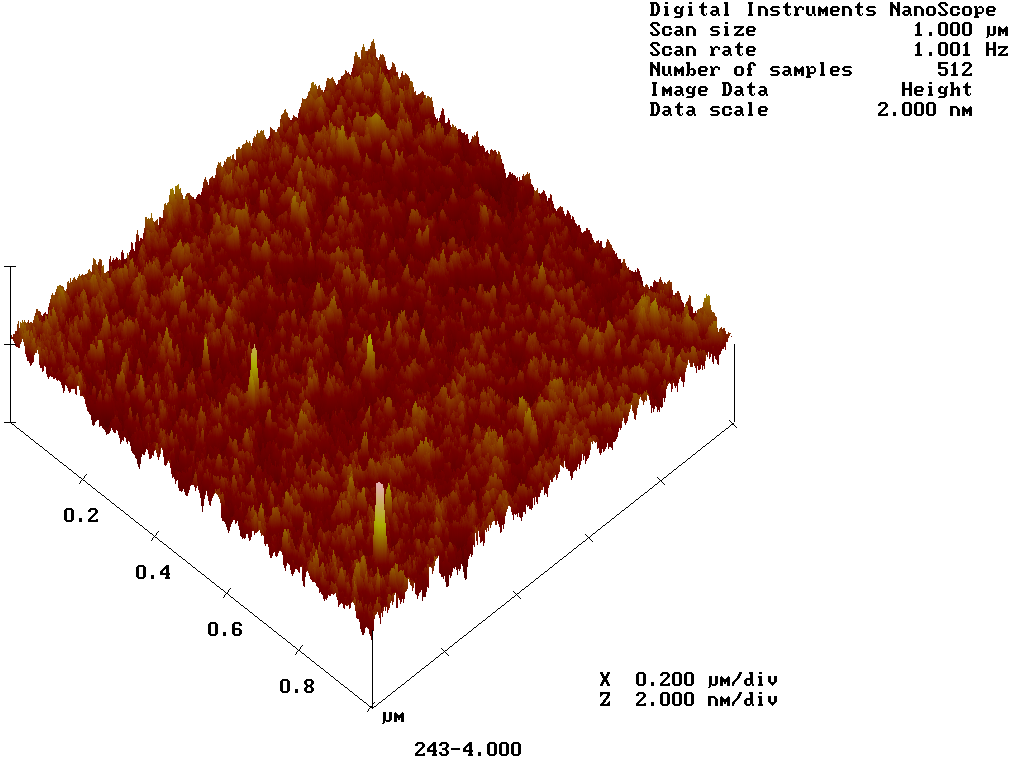 Digital Instruments NanoScope
Scan size 1.000 µm
Scan rate 1.001 Hz
Number of samples 512
Image Data Height
Data scale 2.000 nm
0.2
0.4
0.6
0.8
µm
X 0.200 µm/div
Z 2.000 nm/div
243-4.000